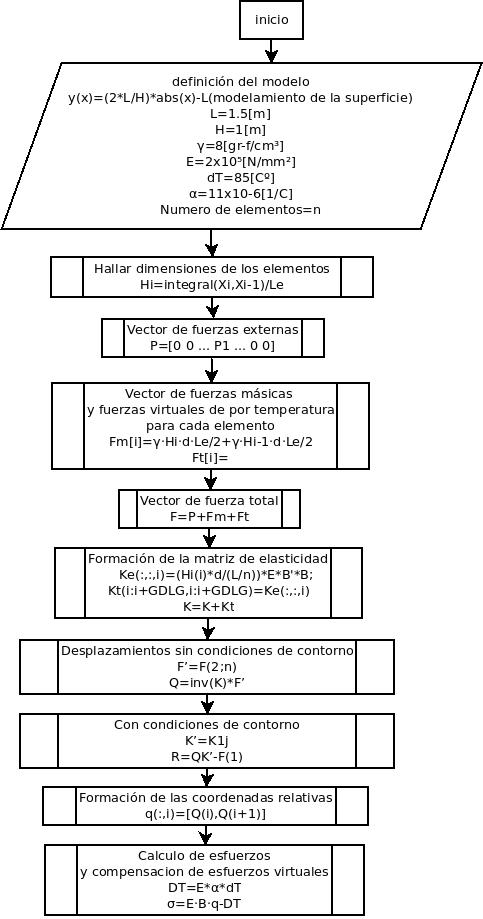 inicio
definición del modelo
y(x)=(2*L/H)*abs(x)-L(modelamiento de la superficie)
L=1.5[m]
H=1[m]
γ=8[gr-f/cm³]
E=2x10⁵[N/mm²]
dT=85[Cº]
α=11x10-6[1/C]
Numero de elementos=n
Hallar dimensiones de los elementos
Hi=integral(Xi,Xi-1)/Le
Vector de fuerzas externas
P=[0 0 ... P1 ... 0 0]
Vector de fuerzas másicas
y fuerzas virtuales de por temperatura
para cada elemento
Fm[i]=γ·Hi·d·Le/2+γ·Hi-1·d·Le/2
Ft[i]=
Vector de fuerza total
F=P+Fm+Ft
Formación de la matriz de elasticidad
Ke(:,:,i)=(Hi(i)*d/(L/n))*E*B'*B;
Kt(i:i+GDLG,i:i+GDLG)=Ke(:,:,i)
K=K+Kt
Desplazamientos sin condiciones de contorno
F’=F(2;n)
Q=inv(K)*F’
Con condiciones de contorno
K’=K1j
R=QK’-F(1)
Formación de las coordenadas relativas
q(:,i)=[Q(i),Q(i+1)]
Calculo de esfuerzos
y compensacion de esfuerzos virtuales
DT=E*α*dT
σ=E·B·q-DT